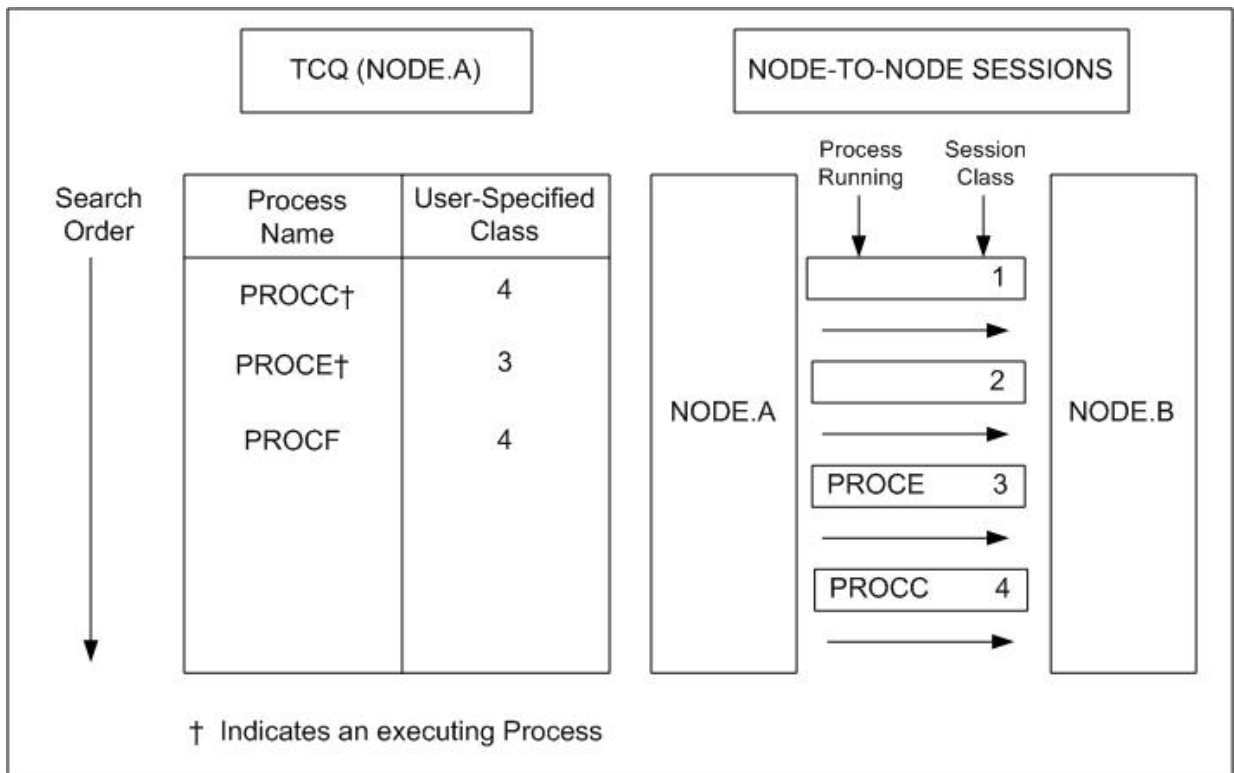 TCQ (NODE.A)
NODE-TO-NODE SESSIONS
Search
Order
Process
Name
User-Specified
Class
PROCC† 4
PROCE† 3
PROCF 4
Process
Running
Session
Class
NODE.A
1
2
PROCE 3
PROCC 4
NODE.B
† Indicates an executing Process